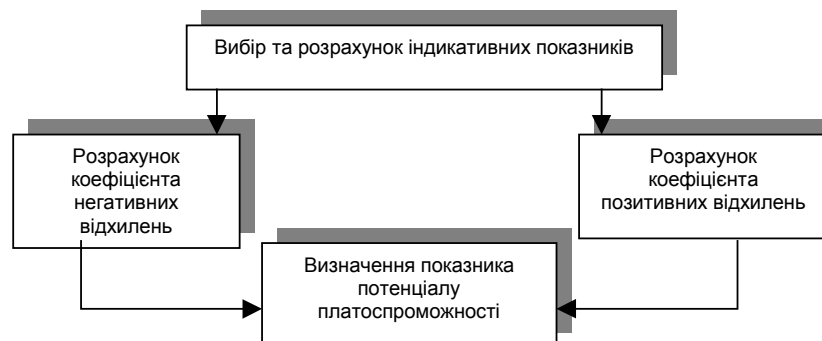 Вибір та розрахунок індикативних показників
Розрахунок
коефіцієнта
негативних
відхилень
Розрахунок
коефіцієнта
позитивних відхилень
Визначення показника
потенціалу
платоспроможності